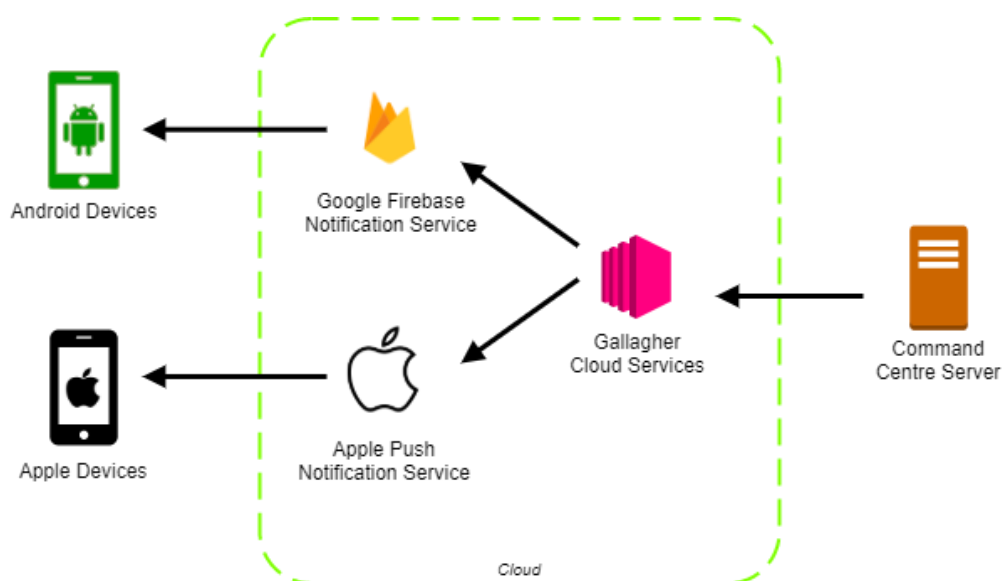 Android Devices
Google Firebase
Notification Service
Gallagher
Cloud Services
Command
Centre Server
Apple Devices
Apple Push
Notification Service
Cloud